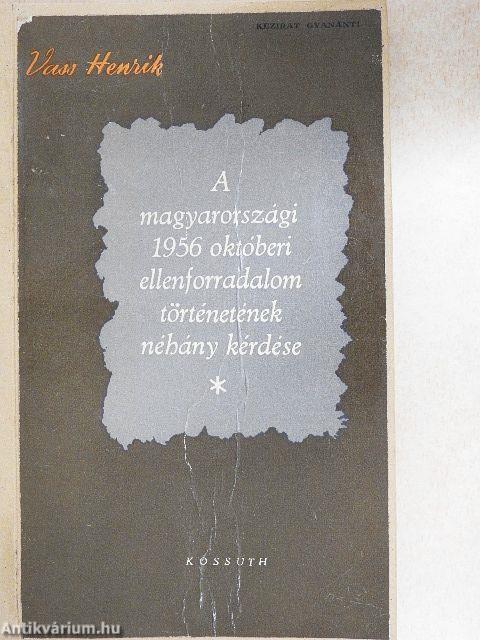 KÉZIRAT GYANÁNT!
Vass Henrik
A
magyarországi
1956 októberi
ellenforradalom
történetének
néhány kérdése
*
KOSSUTH
Antikvárium.hu